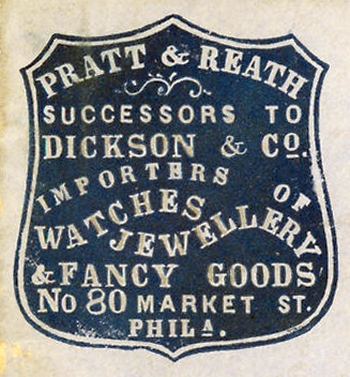 PRATT & REATH
SUCCESSORS TO
DICKSON & Co.
IMPORTERS OF
WATCHES JEWELLERY
& FANCY GOODS
No 80 MARKET ST.
PHILA.